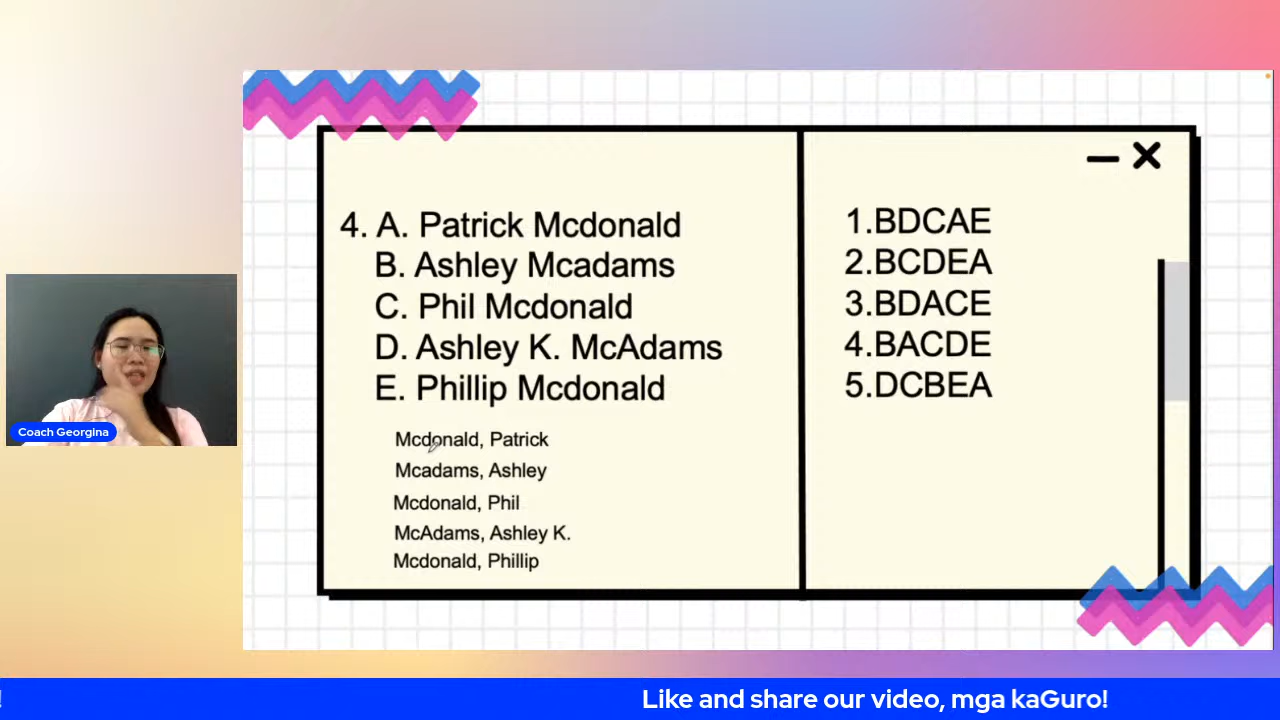 4. A. Patrick Mcdonald
B. Ashley Mcadams
C. Phil Mcdonald
D. Ashley K. McAdams
E. Phillip Mcdonald
Mcdonald, Patrick
Mcadams, Ashley
Mcdonald, Phil
McAdams, Ashley K.
Mcdonald, Phillip
1.BDCAE
2.BCDEA
3.BDACE
4.BACDE
5.DCBEA
Coach Georgina
! Like and share our video, mga kaGuro!